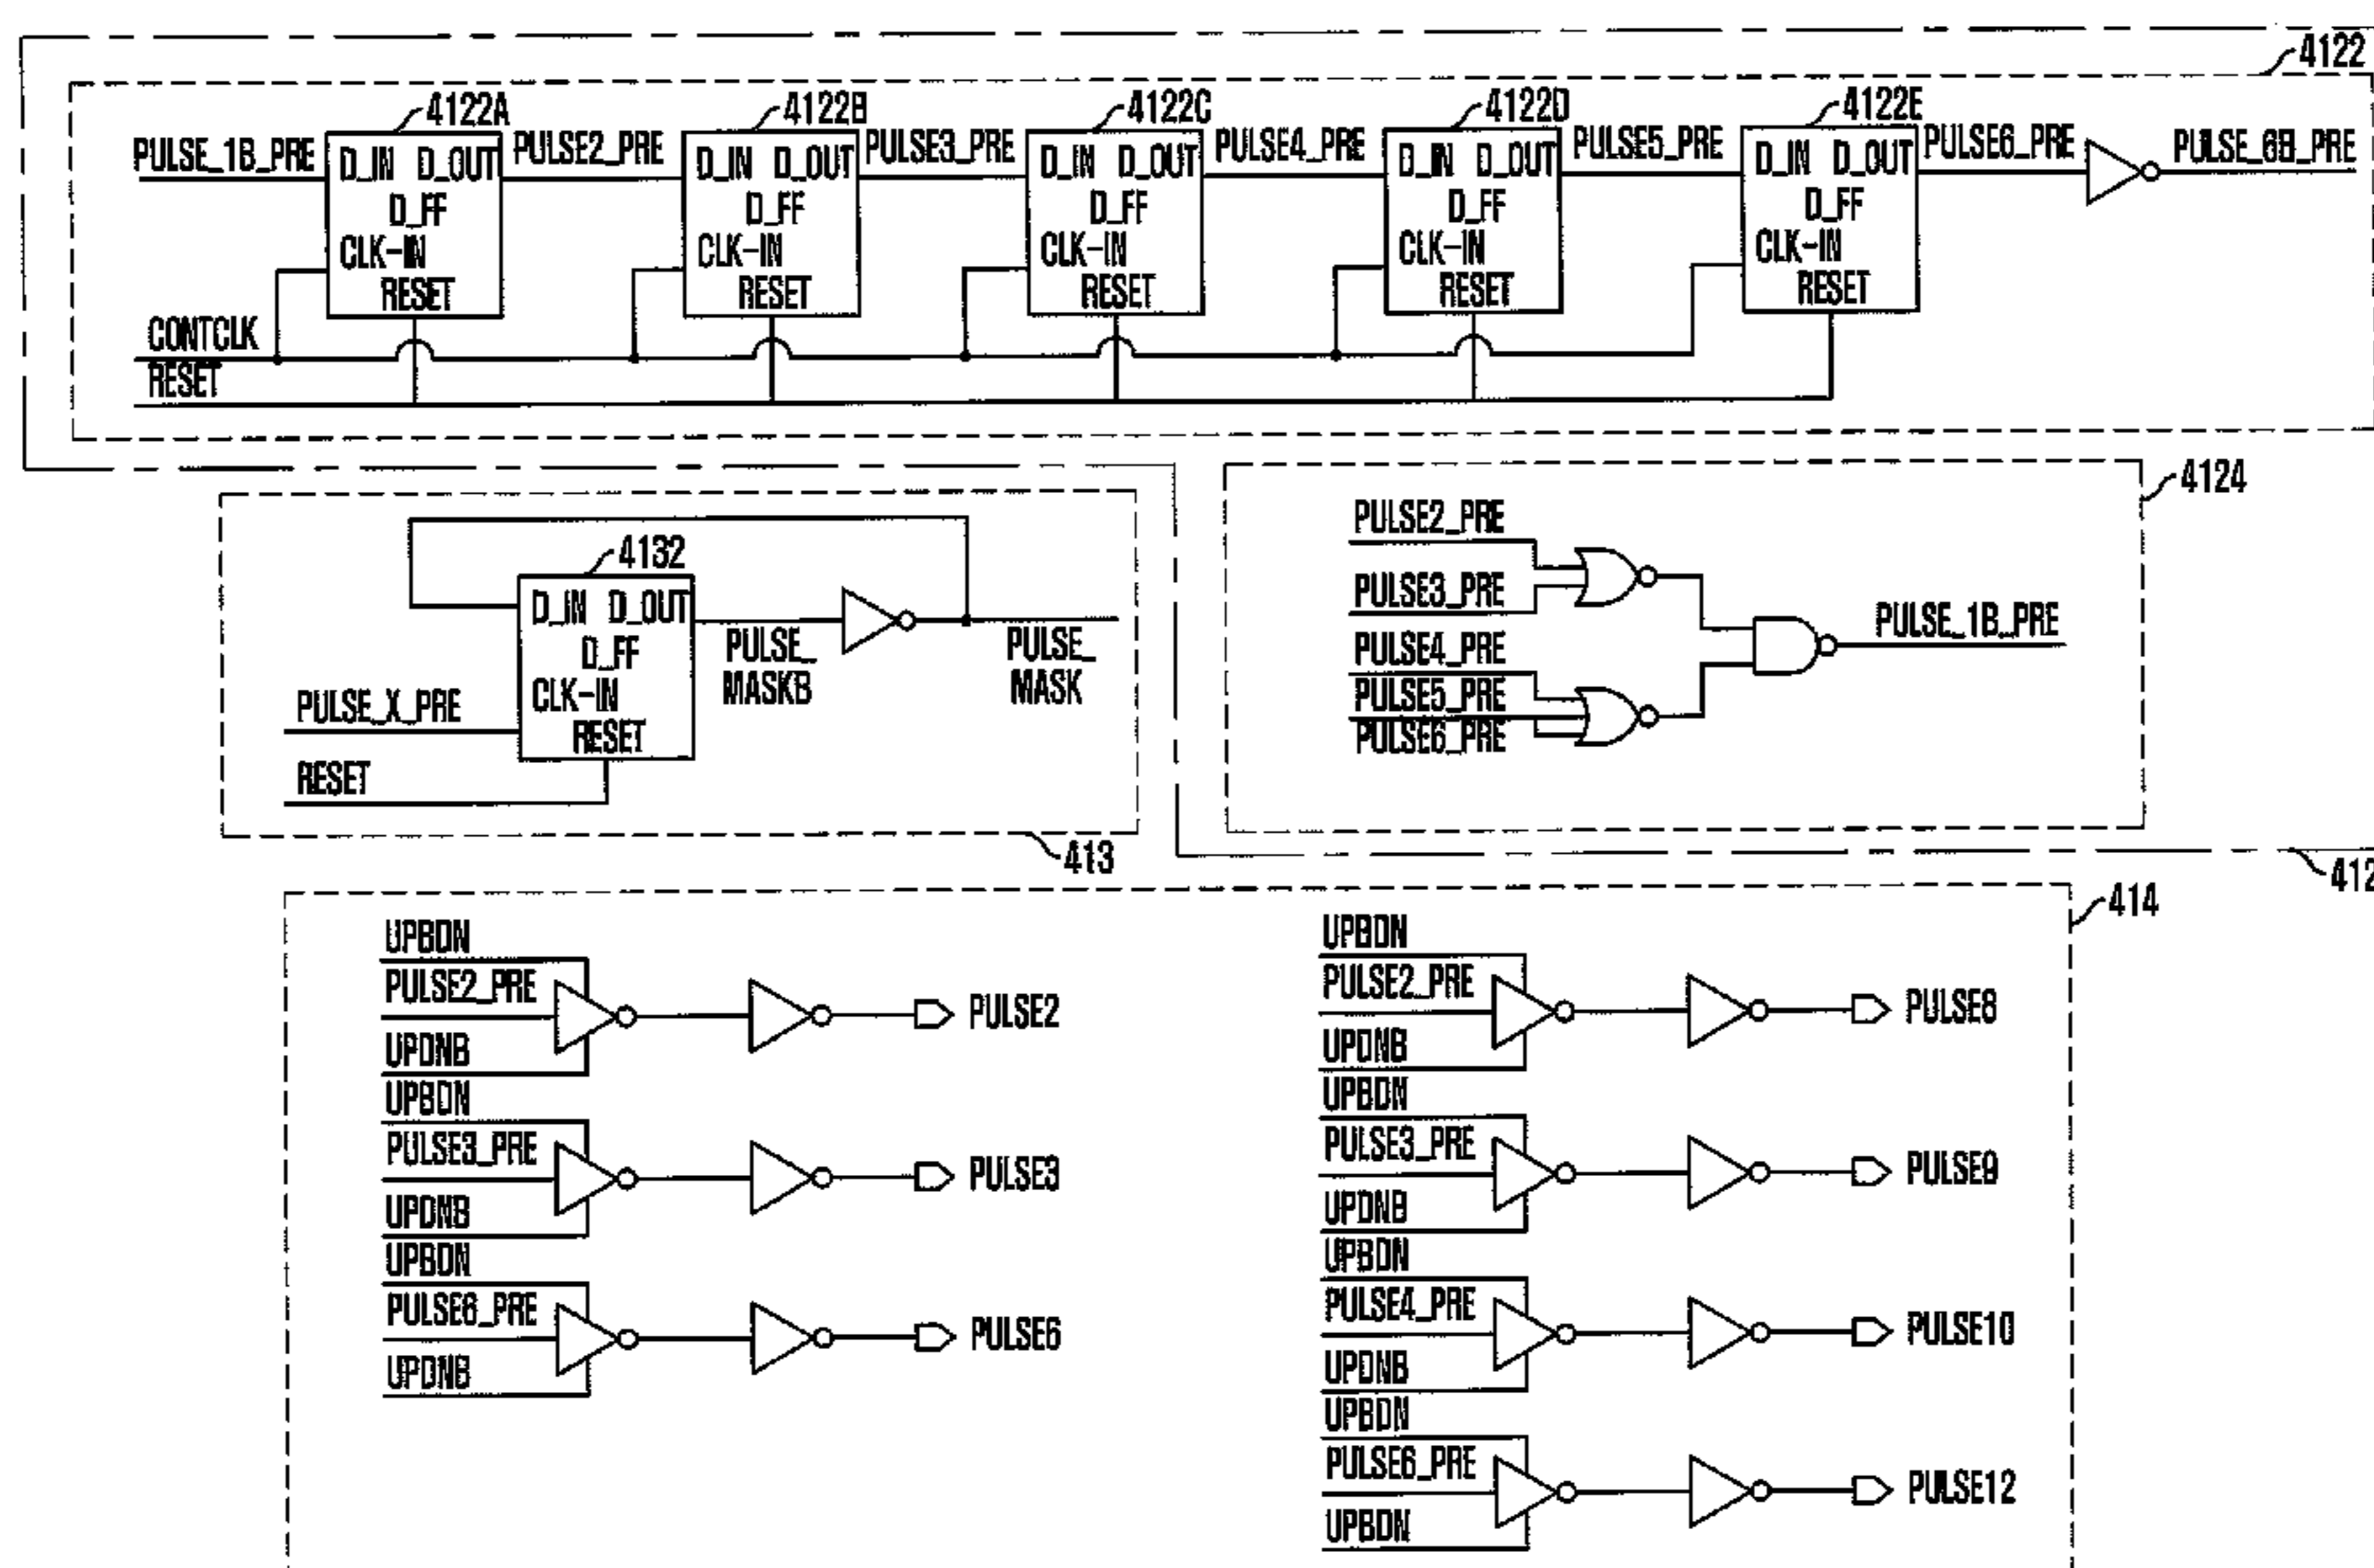 4122
4122A
4122B
4122C
4122D
4122E
PULSE_1B_PRE
D_IN D_OUT
D_FF
CLK-IN
RESET
PULSE2_PRE
D_IN D_OUT
D_FF
CLK-IN
RESET
PULSE3_PRE
D_IN D_OUT
D_FF
CLK-IN
RESET
PULSE4_PRE
D_IN D_OUT
D_FF
CLK-IN
RESET
PULSE5_PRE
D_IN D_OUT
D_FF
CLK-IN
RESET
PULSE6_PRE
PULSE_6B_PRE
CONTCLK
RESET
4132
D_IN D_OUT
D_FF
CLK-IN
RESET
PULSE_X_PRE
RESET
PULSE_
MASKB
PULSE_
MASK
413
4124
PULSE2_PRE
PULSE3_PRE
PULSE4_PRE
PULSE5_PRE
PULSE6_PRE
PULSE_1B_PRE
412
414
UPBDN
PULSE2_PRE
UPDNB
PULSE2
UPBDN
PULSE3_PRE
UPDNB
PULSE3
UPBDN
PULSE6_PRE
UPDNB
PULSE6
UPBDN
PULSE2_PRE
UPDNB
PULSE8
UPBDN
PULSE3_PRE
UPDNB
PULSE9
UPBDN
PULSE4_PRE
UPDNB
PULSE10
UPBDN
PULSE6_PRE
UPBDN
PULSE12